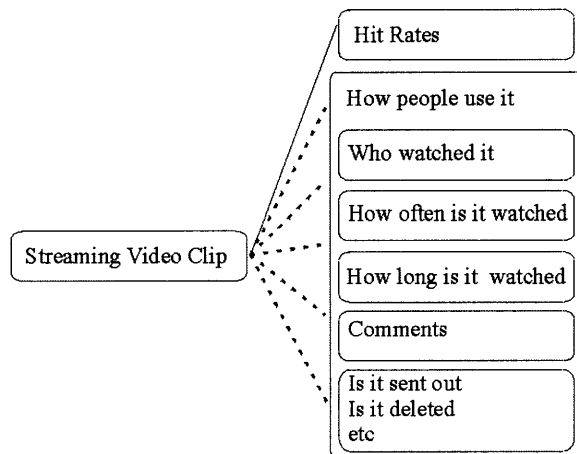 Hit Rates
How people use it
Who watched it
How often is it watched
Streaming Video Clip
How long is it watched
Comments
Is it sent out
Is it deleted
etc